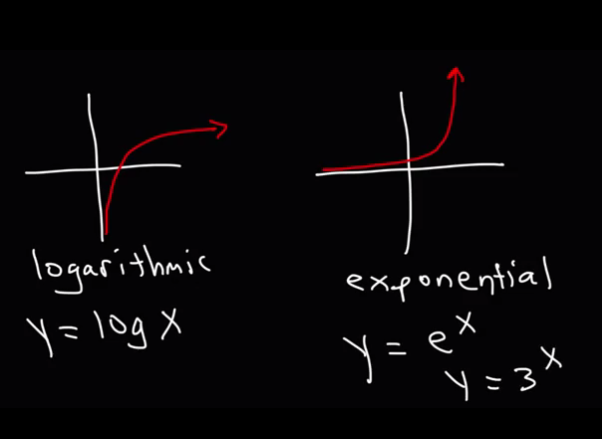 logarithmic
y = log x
exponential
y = e^x
y = 3^x